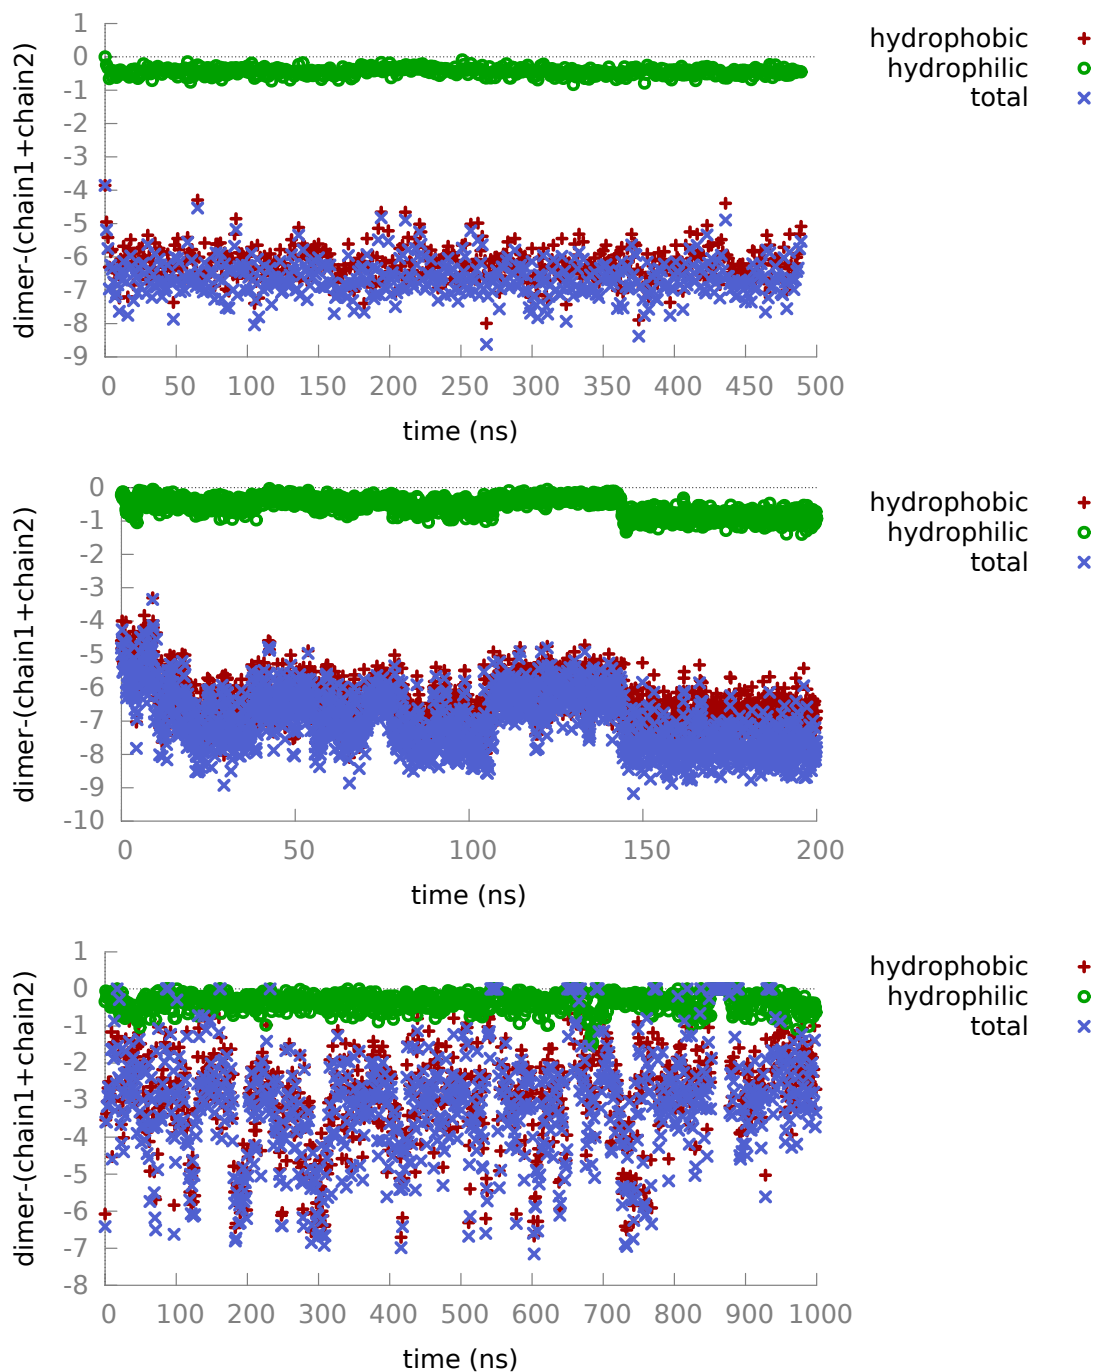 1
0
-1
-2
-3
-4
-5
-6
-7
-8
-9
dimer-(chain1+chain2)
0 50 100 150 200 250 300 350 400 450 500
time (ns)
hydrophobic
hydrophilic
total
0
-1
-2
-3
-4
-5
-6
-7
-8
-9
-10
dimer-(chain1+chain2)
0 50 100 150 200
time (ns)
hydrophobic
hydrophilic
total
1
0
-1
-2
-3
-4
-5
-6
-7
-8
dimer-(chain1+chain2)
0 100 200 300 400 500 600 700 800 900 1000
time (ns)
hydrophobic
hydrophilic
total